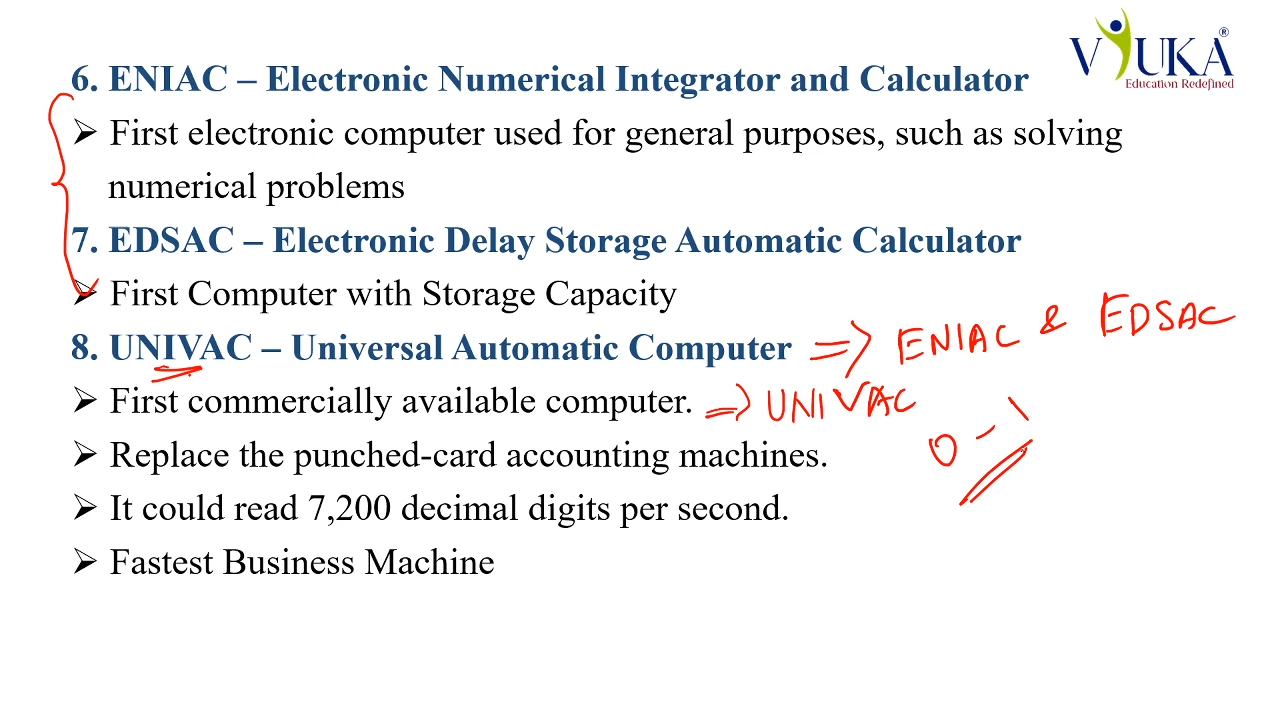 VYUKA®
Education Redefined
6. ENIAC – Electronic Numerical Integrator and Calculator
➤ First electronic computer used for general purposes, such as solving
numerical problems
7. EDSAC – Electronic Delay Storage Automatic Calculator
➤ First Computer with Storage Capacity
8. UNIVAC – Universal Automatic Computer => ENIAC & EDSAC
➤ First commercially available computer. => UNIVAC
0 - 1
➤ Replace the punched-card accounting machines.
➤ It could read 7,200 decimal digits per second.
➤ Fastest Business Machine